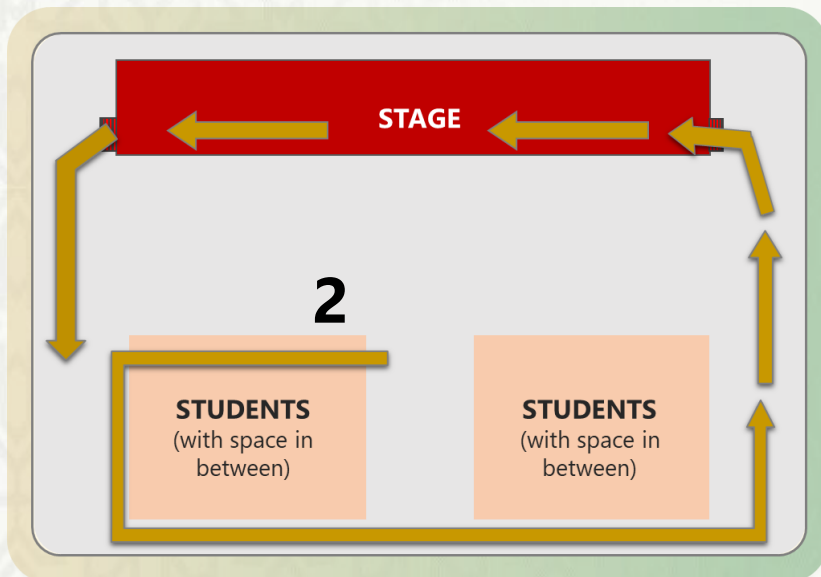 STAGE
2
STUDENTS
(with space in
between)
STUDENTS
(with space in
between)